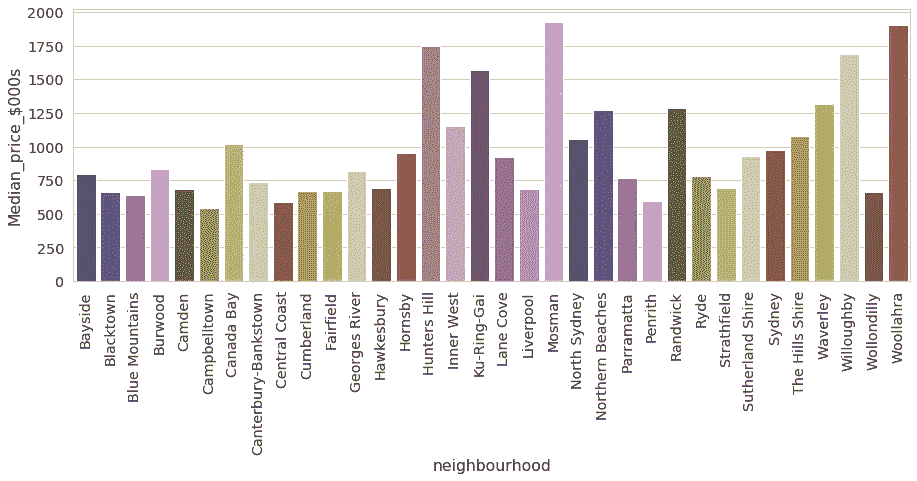 Median_price_$000s
2000
1750
1500
1250
1000
750
500
250
0
Bayside
Blacktown
Blue Mountains
Burwood
Camden
Campbelltown
Canada Bay
Canterbury-Bankstown
Central Coast
Cumberland
Fairfield
Georges River
Hawkesbury
Hornsby
Hunters Hill
Inner West
Ku-Ring-Gai
Lane Cove
Liverpool
Mosman
North Sydney
Northern Beaches
Parramatta
Penrith
Randwick
Ryde
Strathfield
Sutherland Shire
Sydney
The Hills Shire
Waverley
Willoughby
Wollondilly
Woollahra
neighbourhood